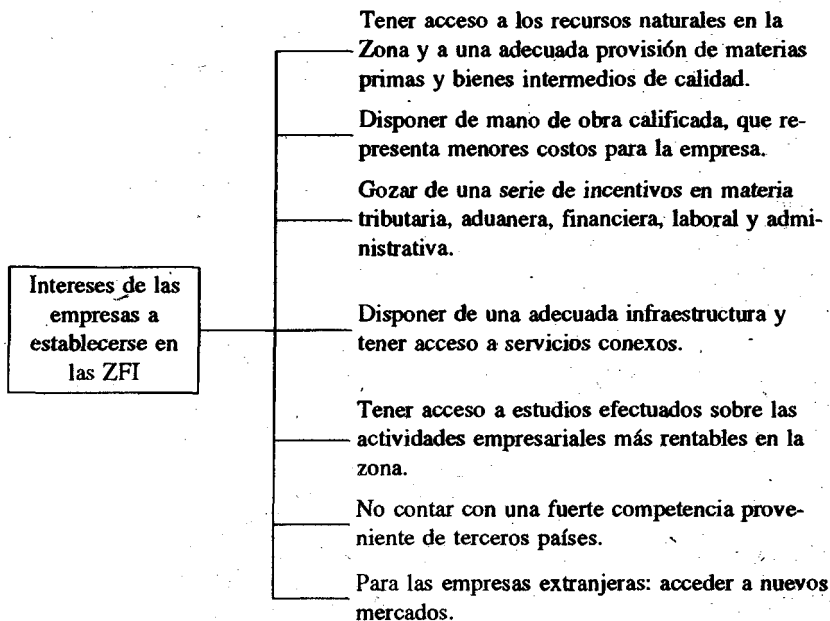 Tener acceso a los recursos naturales en la
Zona y a una adecuada provisión de materias
primas y bienes intermedios de calidad.
Disponer de mano de obra calificada, que re-
presenta menores costos para la empresa.
Gozar de una serie de incentivos en materia
tributaria, aduanera, financiera, laboral y admi-
nistrativa.
Intereses de las
empresas a
establecerse en
las ZFI
Disponer de una adecuada infraestructura y
tener acceso a servicios conexos.
Tener acceso a estudios efectuados sobre las
actividades empresariales más rentables en la
zona.
No contar con una fuerte competencia prove-
niente de terceros países.
Para las empresas extranjeras: acceder a nuevos
mercados.